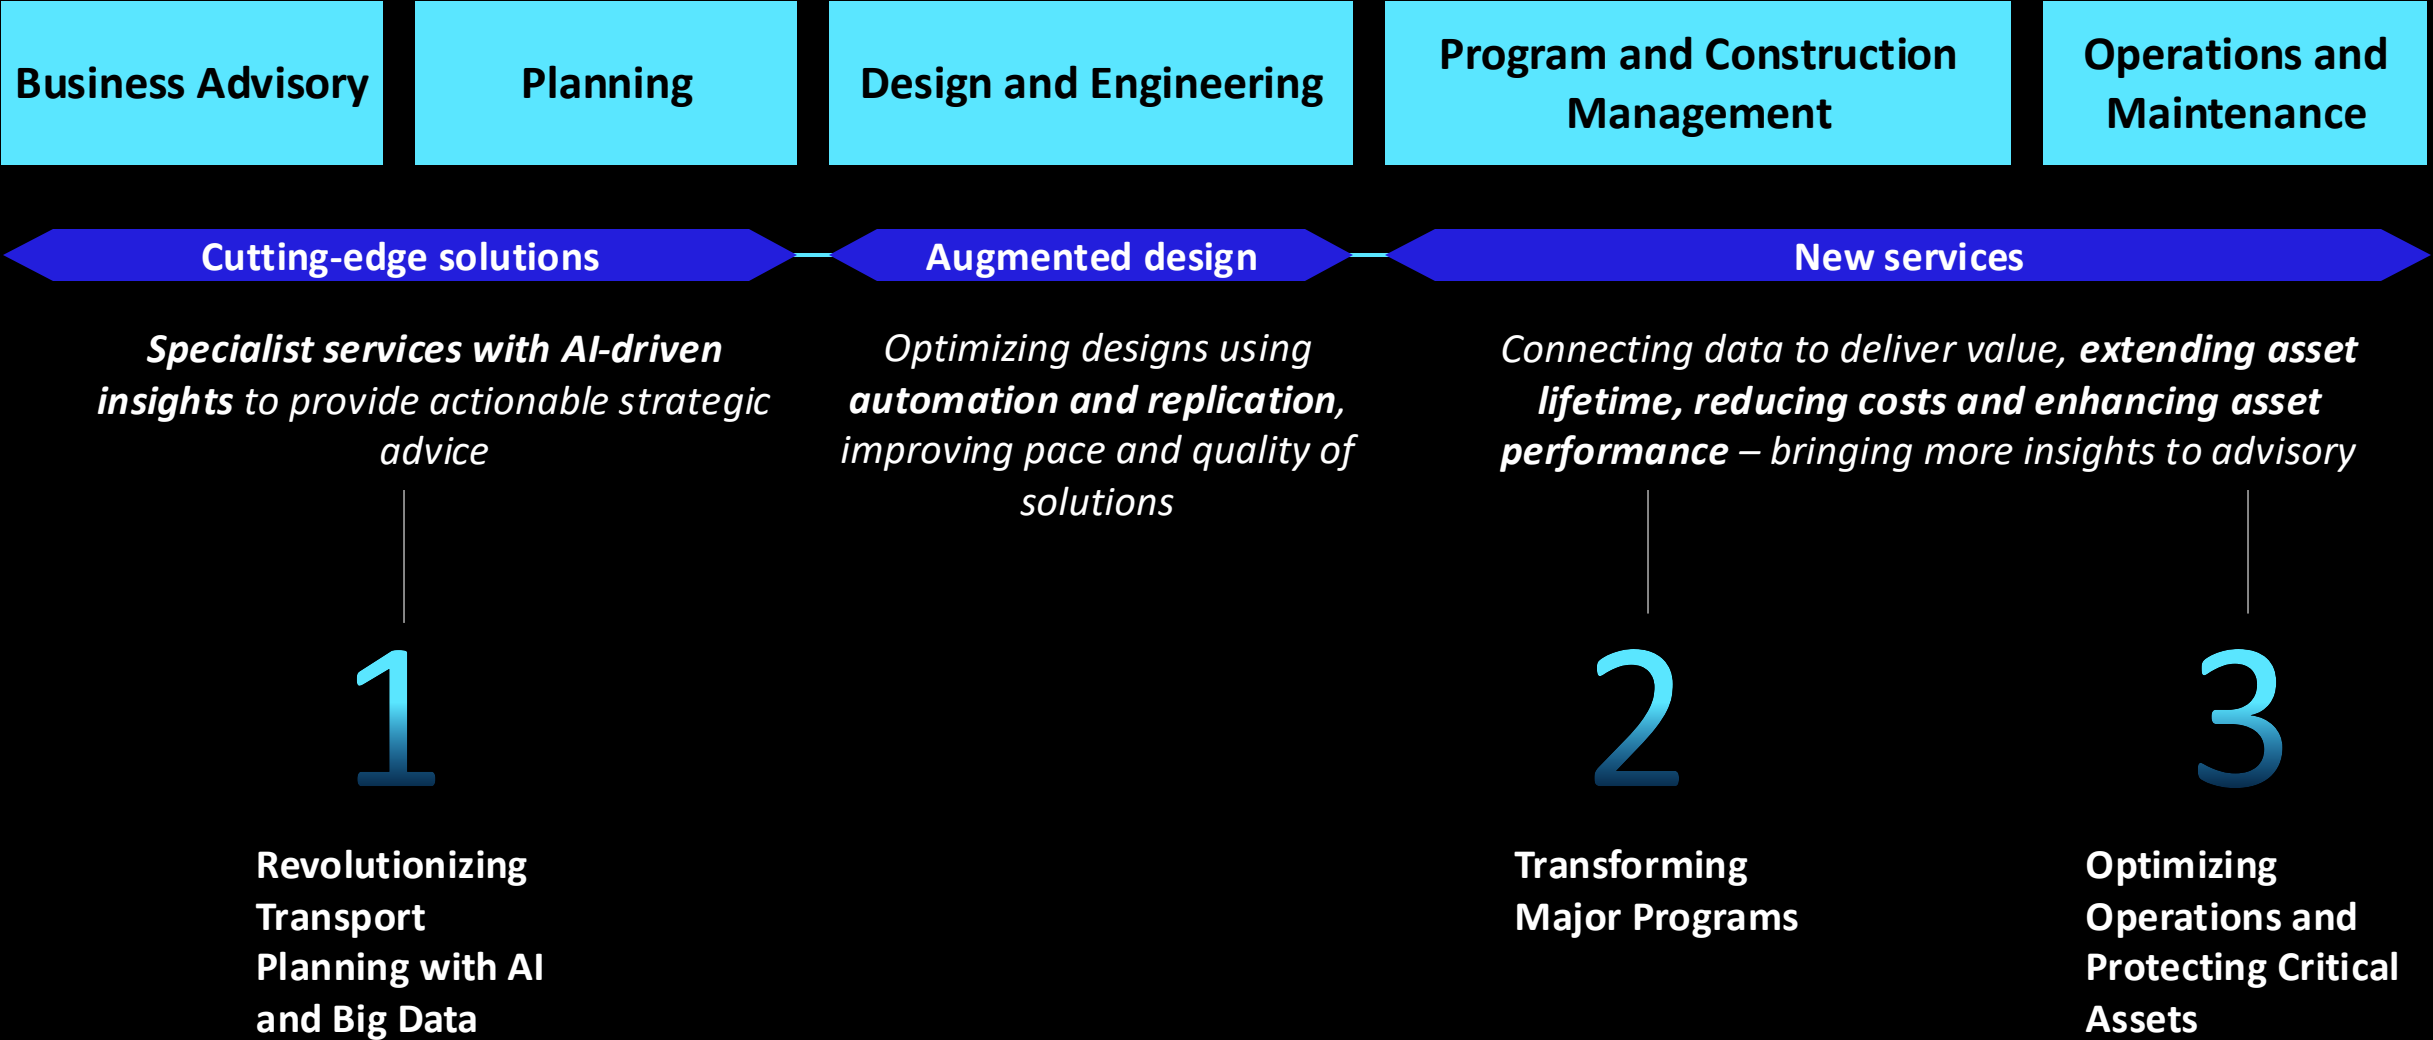 Business Advisory
Planning
Design and Engineering
Program and Construction
Management
Operations and
Maintenance
Cutting-edge solutions
Augmented design
New services
Specialist services with AI-driven
insights to provide actionable strategic
advice
Optimizing designs using
automation and replication,
improving pace and quality of
solutions
Connecting data to deliver value, extending asset
lifetime, reducing costs and enhancing asset
performance – bringing more insights to advisory
1
Revolutionizing
Transport
Planning with AI
and Big Data
2
Transforming
Major Programs
3
Optimizing
Operations and
Protecting Critical
Assets